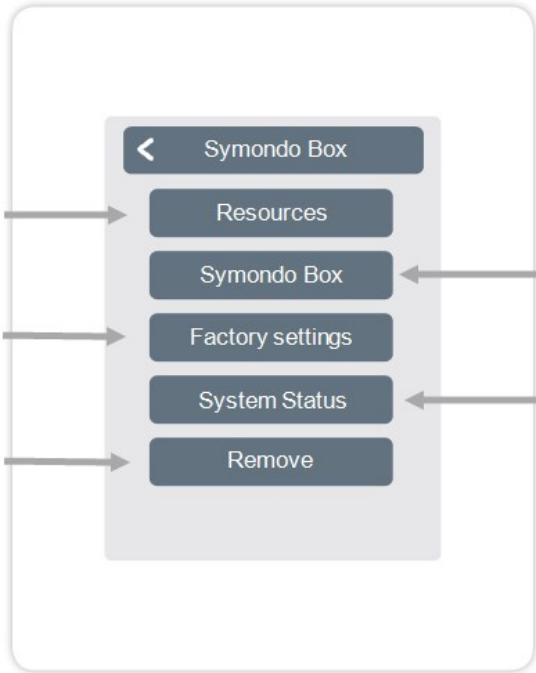 Symondo Box
Resources
Symondo Box
Factory settings
System Status
Remove